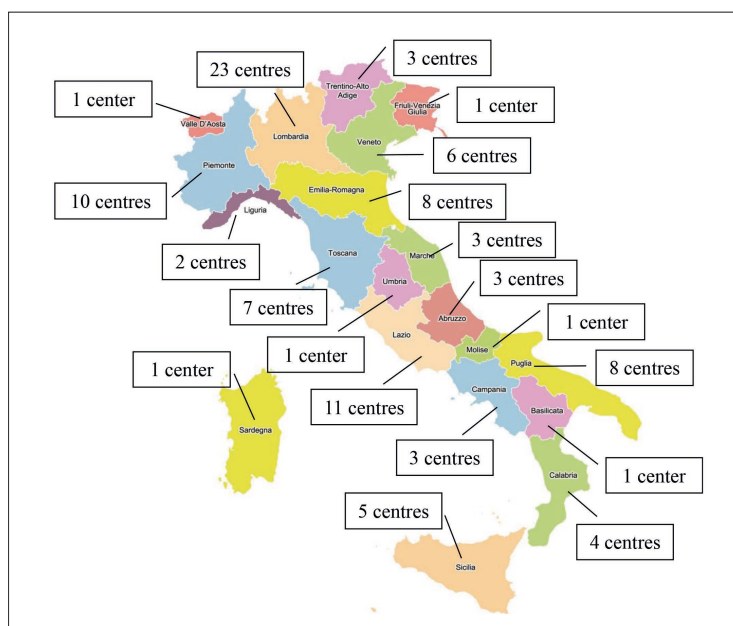 3 centres
23 centres
Trentino-Alto
Adige
1 center
Friuli-Venezia
Giulia
1 center
Valle D'Aosta
Lombardia
Veneto
6 centres
Piemonte
10 centres
Emilia-Romagna
8 centres
Liguria
2 centres
Toscana
Marche
3 centres
Umbria
7 centres
3 centres
Abruzzo
Lazio
1 center
1 center
Molise
Puglia
8 centres
1 center
11 centres
Campania
Basilicata
Sardegna
3 centres
1 center
Calabria
5 centres
4 centres
Sicilia